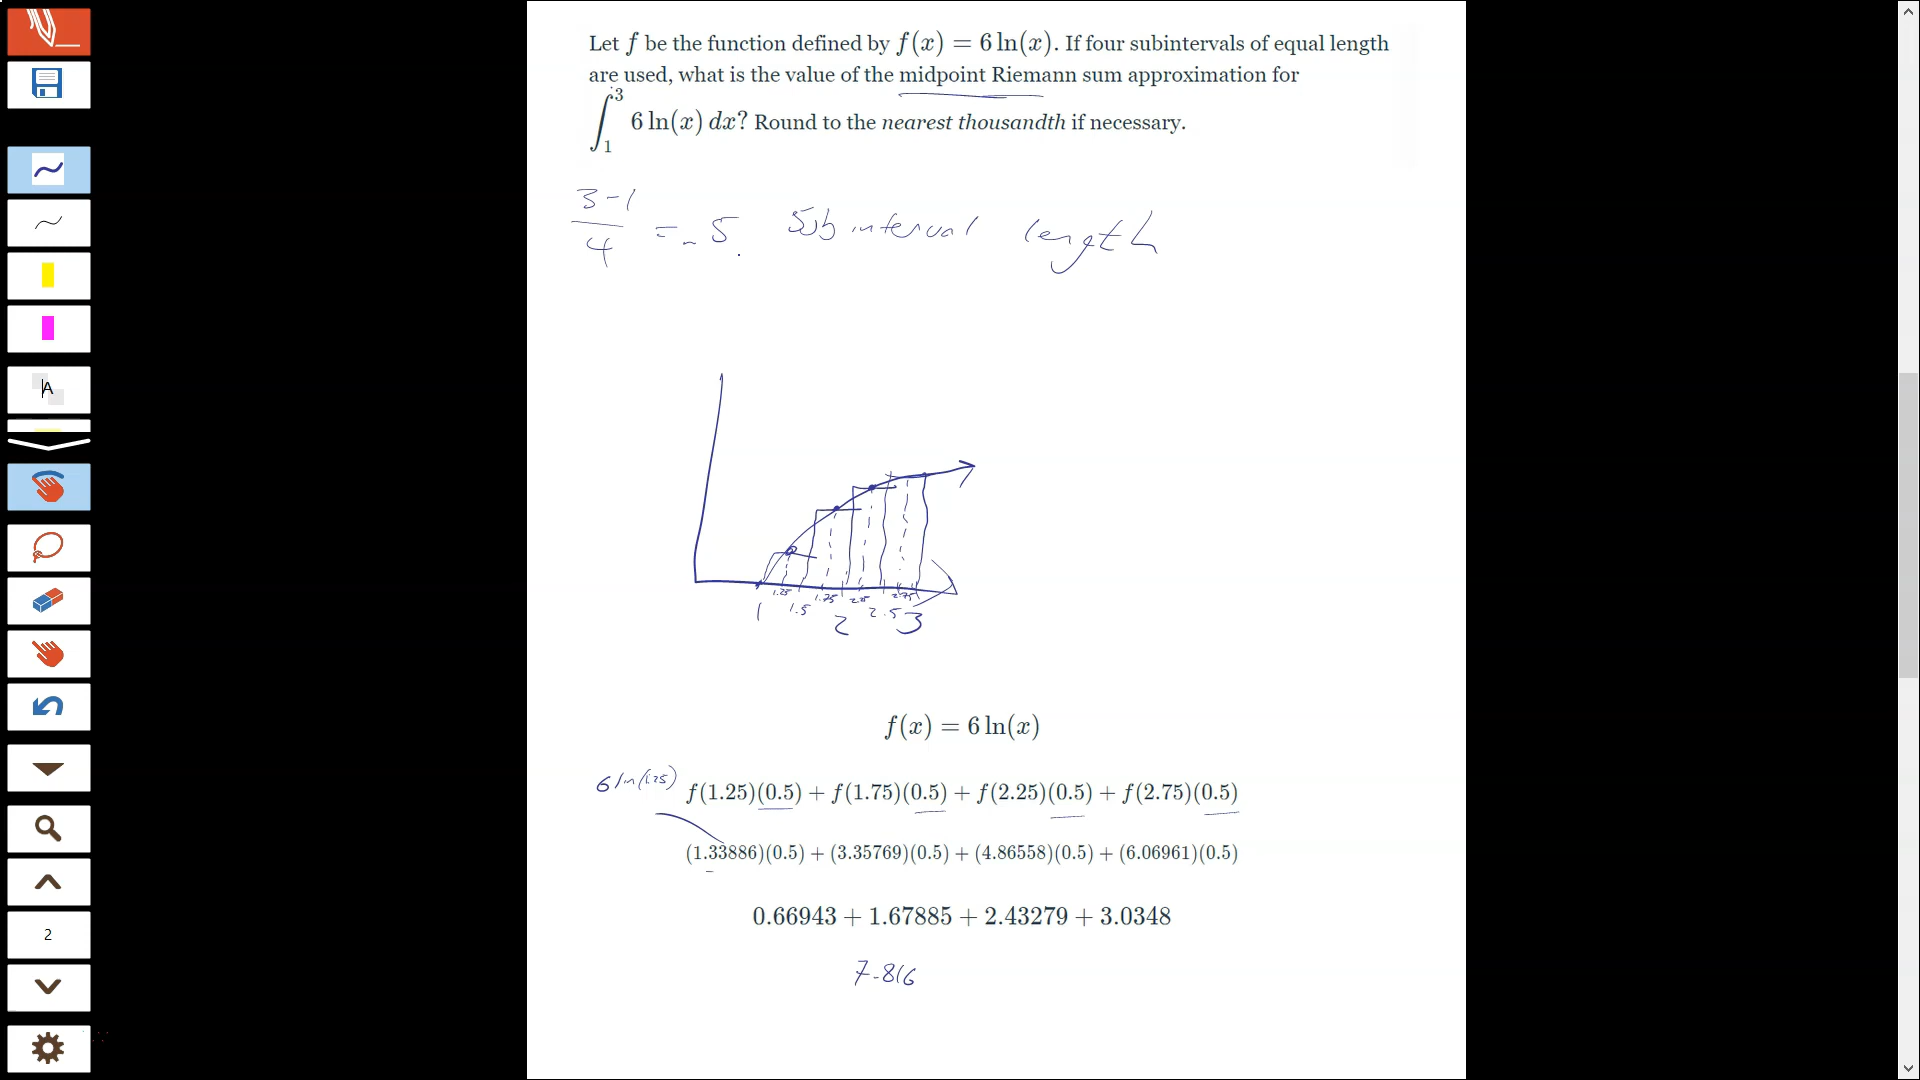 Let f be the function defined by f(x) = 6 ln(x). If four subintervals of equal length
are used, what is the value of the midpoint Riemann sum approximation for
∫₁³ 6 ln(x) dx? Round to the nearest thousandth if necessary.
3-1
4
= .5 Subinterval length
1.25 1.75 2.25 2.75
1 1.5 2 2.5 3
f(x) = 6 ln(x)
6 ln(1.25)
f(1.25)(0.5) + f(1.75)(0.5) + f(2.25)(0.5) + f(2.75)(0.5)
(1.33886)(0.5) + (3.35769)(0.5) + (4.86558)(0.5) + (6.06961)(0.5)
0.66943 + 1.67885 + 2.43279 + 3.0348
7.816
A
2